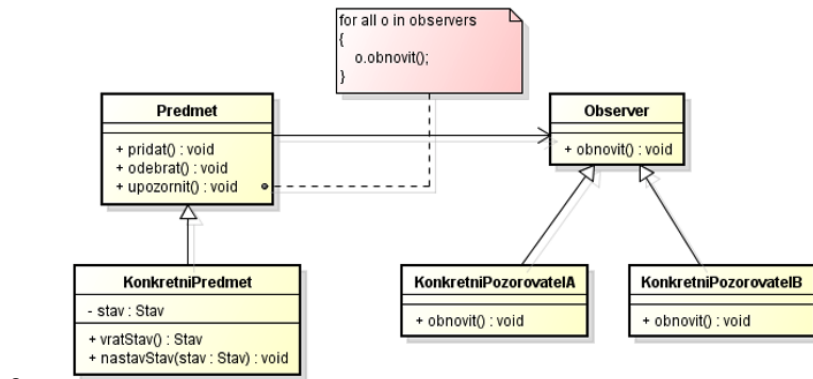 for all o in observers
{
o.obnovit();
}
Predmet
+ pridat() : void
+ odebrat() : void
+ upozornit() : void
Observer
+ obnovit() : void
KonkretniPredmet
- stav : Stav
+ vratStav() : Stav
+ nastavStav(stav : Stav) : void
KonkretniPozorovatelA
+ obnovit() : void
KonkretniPozorovatelB
+ obnovit() : void